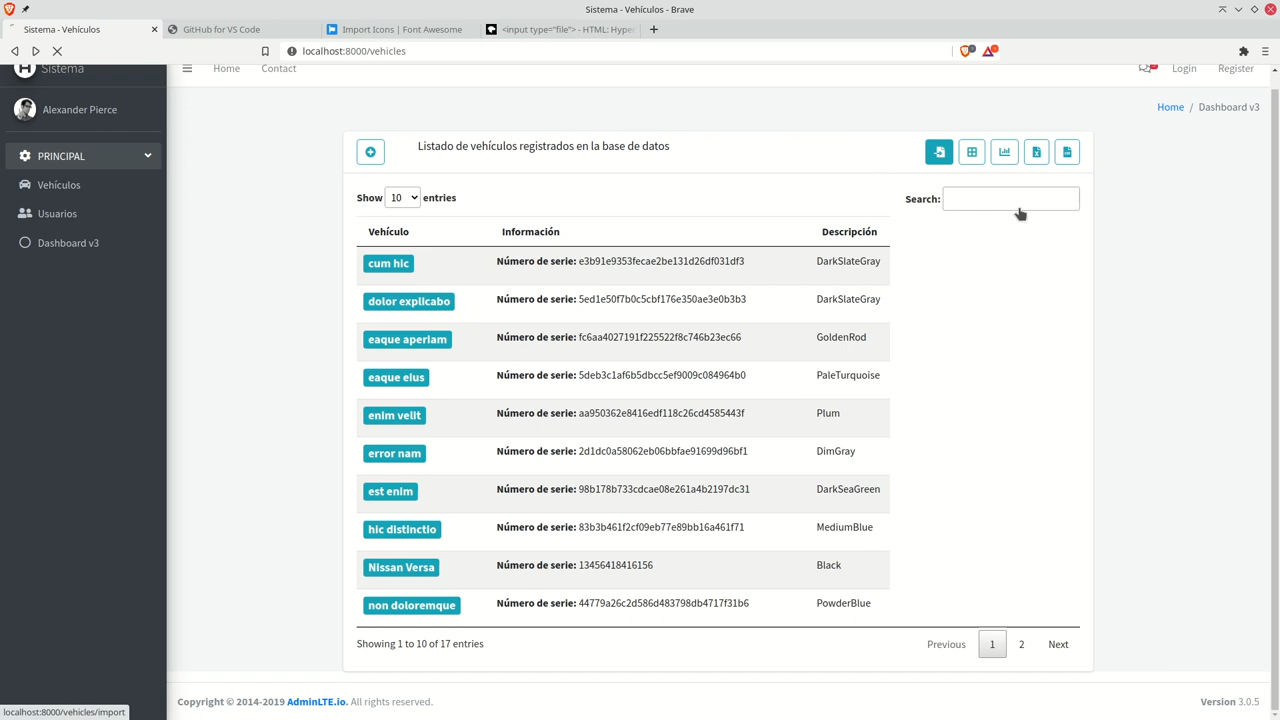 Sistema - Vehículos - Brave
Sistema - Vehículos
GitHub for VS Code
Import Icons | Font Awesome
<input type="file"> - HTML: Hyper
localhost:8000/vehicles
Sistema
Home
Contact
Login
Register
Alexander Pierce
Home / Dashboard v3
PRINCIPAL
Vehículos
Usuarios
Dashboard v3
Listado de vehículos registrados en la base de datos
Show 10 entries
Search:
Vehículo Información Descripción
cum hic Número de serie: e3b91e9353fecae2be131d26df031df3 DarkSlateGray
dolor explicabo Número de serie: 5ed1e50f7b0c5cbf176e350ae3e0b3b3 DarkSlateGray
eaque aperiam Número de serie: fc6aa4027191f225522f8c746b23ec66 GoldenRod
eaque eius Número de serie: 5deb3c1af6b5dbcc5ef9009c084964b0 PaleTurquoise
enim velit Número de serie: aa950362e8416edf118c26cd4585443f Plum
error nam Número de serie: 2d1dc0a58062eb06bbfae91699d96bf1 DimGray
est enim Número de serie: 98b178b733cdcae08e261a4b2197dc31 DarkSeaGreen
hic distinctio Número de serie: 83b3b461f2cf09eb77e89bb16a461f71 MediumBlue
Nissan Versa Número de serie: 13456418416156 Black
non doloremque Número de serie: 44779a26c2d586d483798db4717f31b6 PowderBlue
Showing 1 to 10 of 17 entries
Previous 1 2 Next
Copyright © 2014-2019 AdminLTE.io. All rights reserved.
Version 3.0.5
localhost:8000/vehicles/import